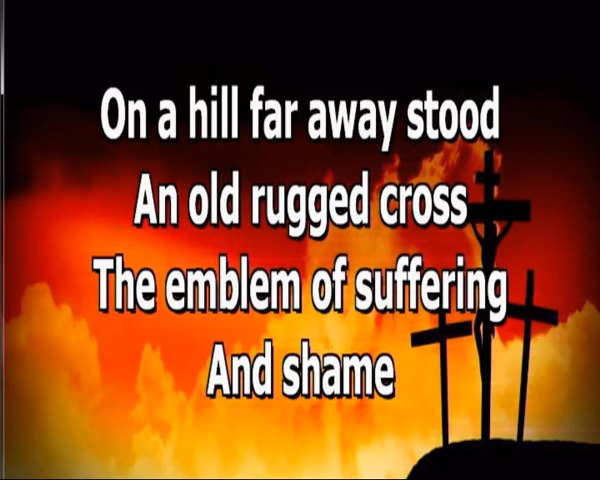 On a hill far away stood
An old rugged cross
The emblem of suffering
And shame